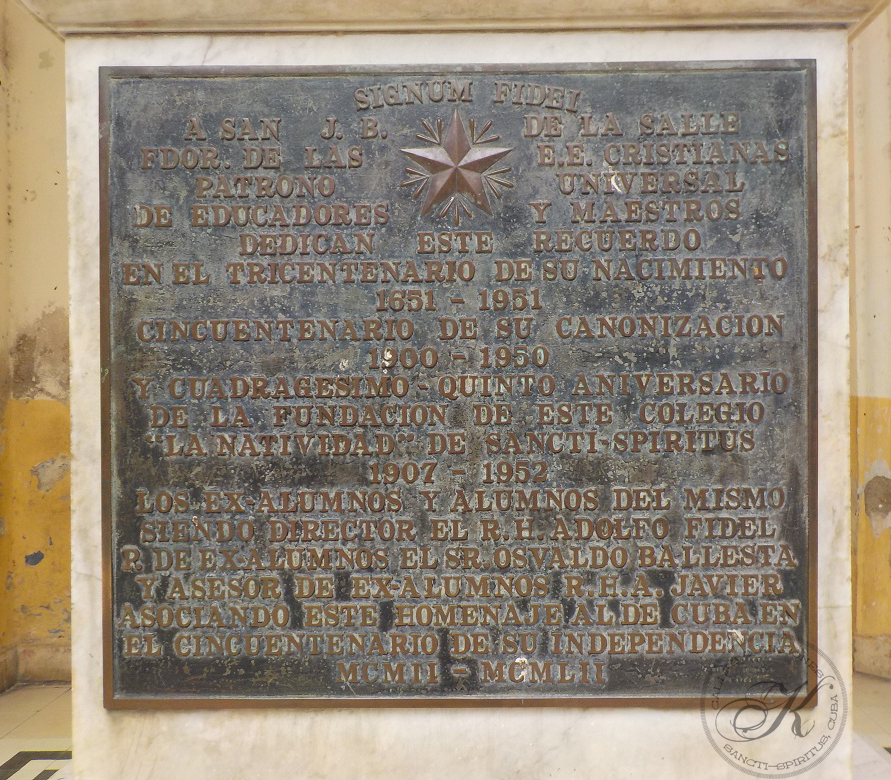 SIGNUM FIDEI
A SAN J. B. DE LA SALLE
FDOR. DE LAS E.E. CRISTIANAS
PATRONO UNIVERSAL
DE EDUCADORES Y MAESTROS
DEDICAN ESTE RECUERDO
EN EL TRICENTENARIO DE SU NACIMIENTO
1651 - 1951
CINCUENTENARIO DE SU CANONIZACION
1900 - 1950
Y CUADRAGESIMO-QUINTO ANIVERSARIO
DE LA FUNDACION DE ESTE COLEGIO
"LA NATIVIDAD" DE SANCTI-SPIRITUS
1907 - 1952
LOS EX-ALUMNOS Y ALUMNOS DEL MISMO
SIENDO DIRECTOR EL R.H. ADOLFO FIDEL
P. DE EX-ALUMNOS EL SR. OSVALDO BALLESTA
Y ASESOR DE EX-ALUMNOS R.H.A. JAVIER
ASOCIANDO ESTE HOMENAJE AL DE CUBA EN
EL CINCUENTENARIO DE SU INDEPENDENCIA
MCMII - MCMLII
K
SANCTI-SPIRITUS, CUBA